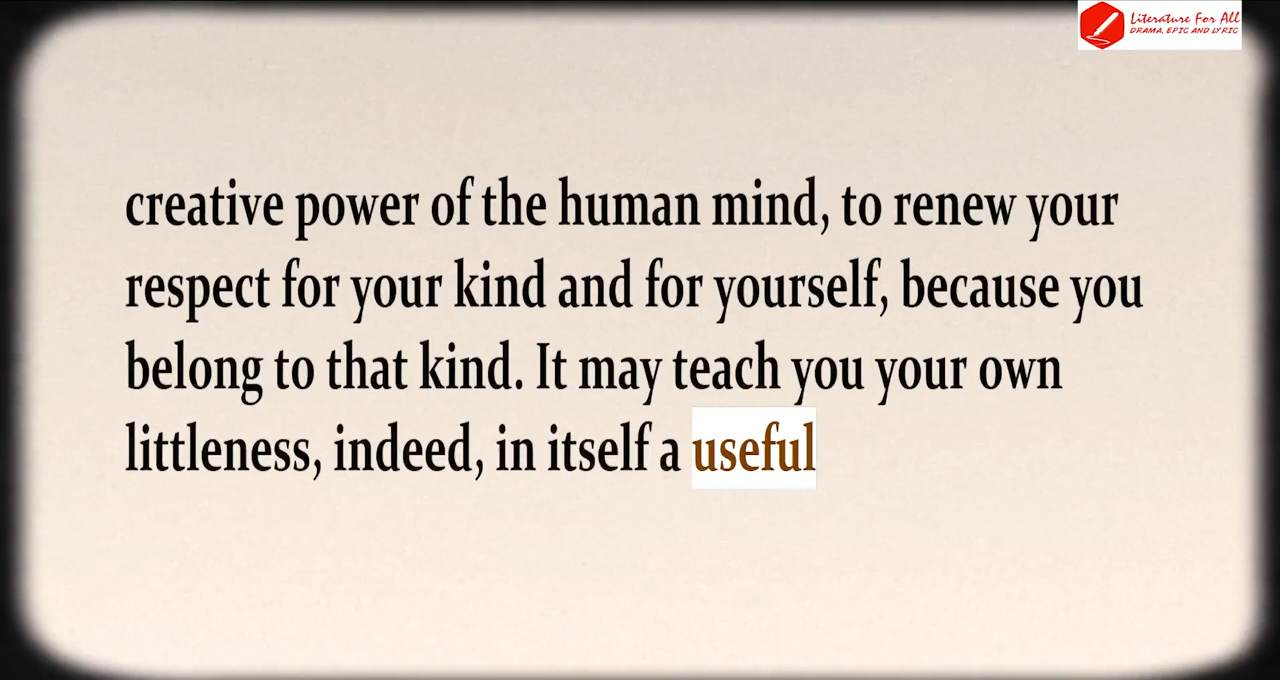 Literature For All
DRAMA, EPIC AND LYRIC
creative power of the human mind, to renew your
respect for your kind and for yourself, because you
belong to that kind. It may teach you your own
littleness, indeed, in itself a useful